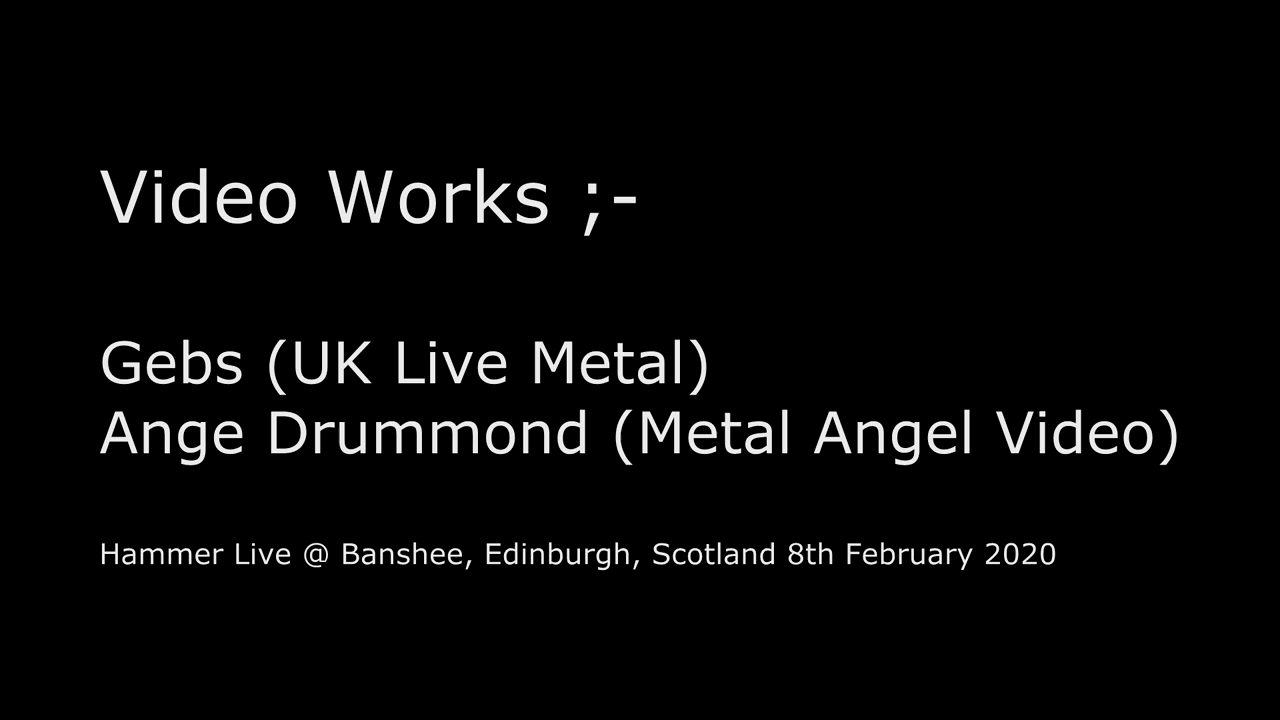 Video Works ;-
Gebs (UK Live Metal)
Ange Drummond (Metal Angel Video)
Hammer Live @ Banshee, Edinburgh, Scotland 8th February 2020